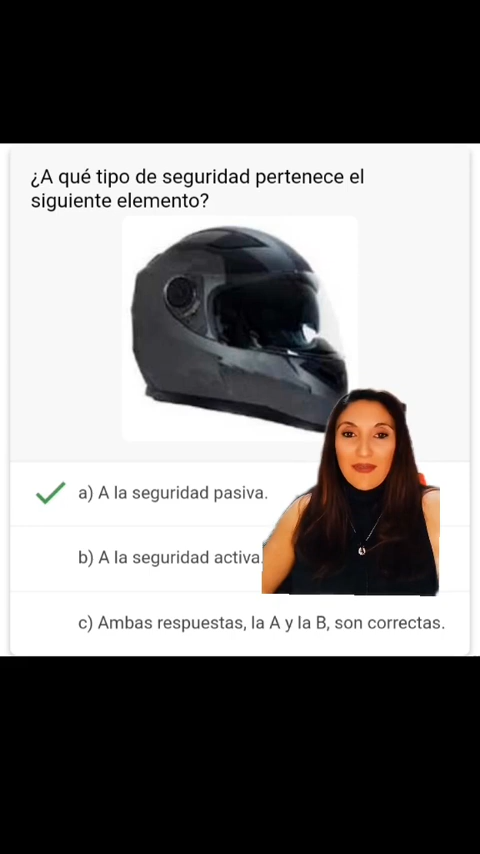 ¿A qué tipo de seguridad pertenece el
siguiente elemento?
a) A la seguridad pasiva.
b) A la seguridad activa.
c) Ambas respuestas, la A y la B, son correctas.